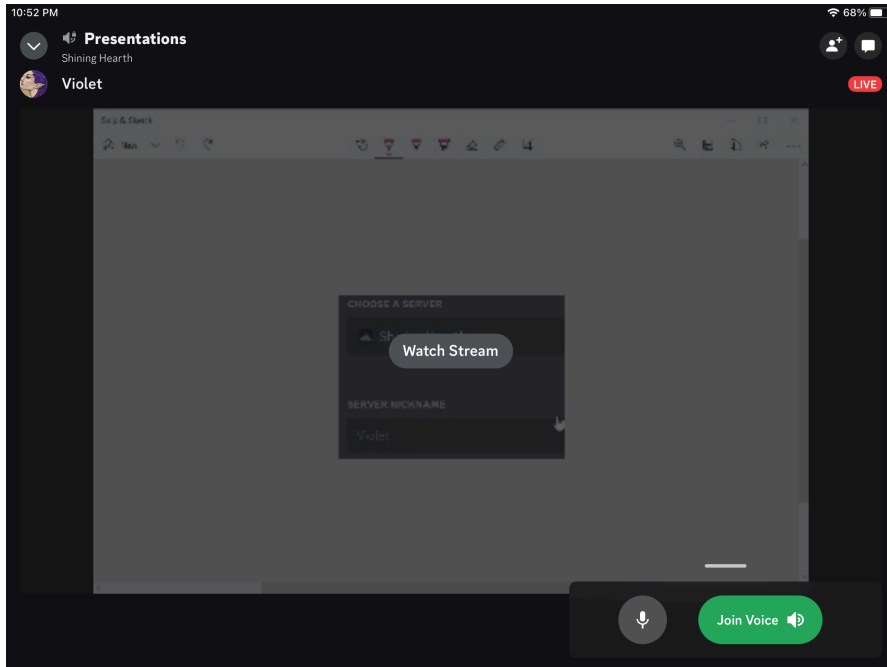 10:52 PM
68%
Presentations
Shining Hearth
Violet
LIVE
Snip & Sketch
New
CHOOSE A SERVER
Watch Stream
SERVER NICKNAME
Violet
Join Voice